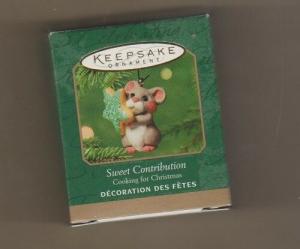 KEEPSAKE
ORNAMENT
Sweet Contribution
Cooking for Christmas
DÉCORATION DES FÊTES